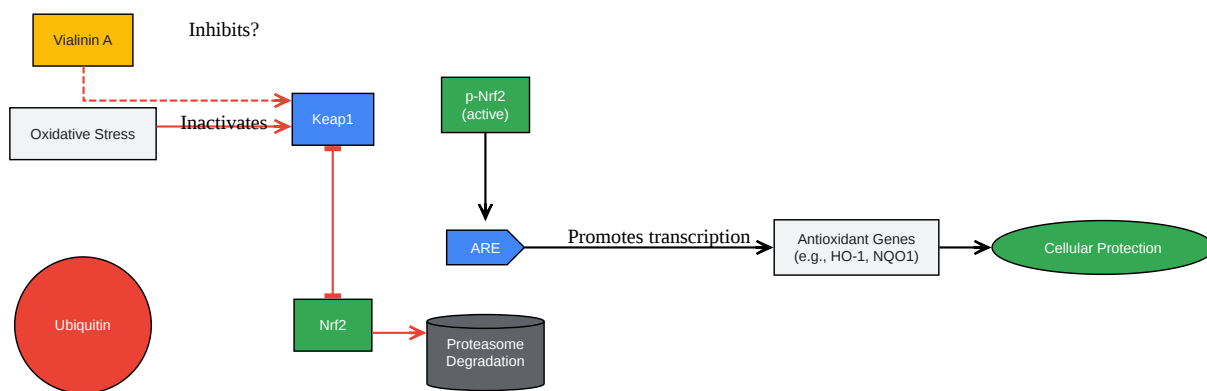 Inhibits?
Vialinin A
p-Nrf2
(active)
Oxidative Stress
Inactivates
Keap1
ARE
Promotes transcription
Antioxidant Genes
(e.g., HO-1, NQO1)
Cellular Protection
Ubiquitin
Nrf2
Proteasome
Degradation